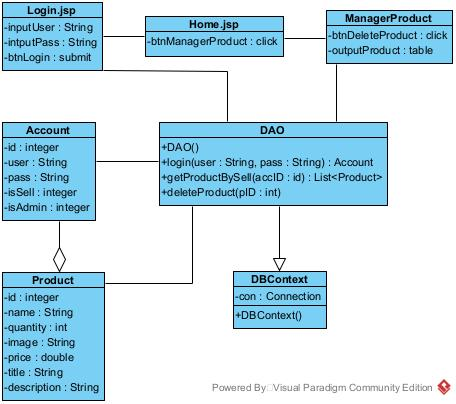 Login.jsp
-inputUser : String
-intputPass : String
-btnLogin : submit
Home.jsp
-btnManagerProduct : click
ManagerProduct
-btnDeleteProduct : click
-outputProduct : table
Account
-id : integer
-user : String
-pass : String
-isSell : integer
-isAdmin : integer
DAO
+DAO()
+login(user : String, pass : String) : Account
+getProductBySell(accID : id) : List<Product>
+deleteProduct(pID : int)
Product
-id : integer
-name : String
-quantity : int
-image : String
-price : double
-title : String
-description : String
DBContext
-con : Connection
+DBContext()
Powered By Visual Paradigm Community Edition